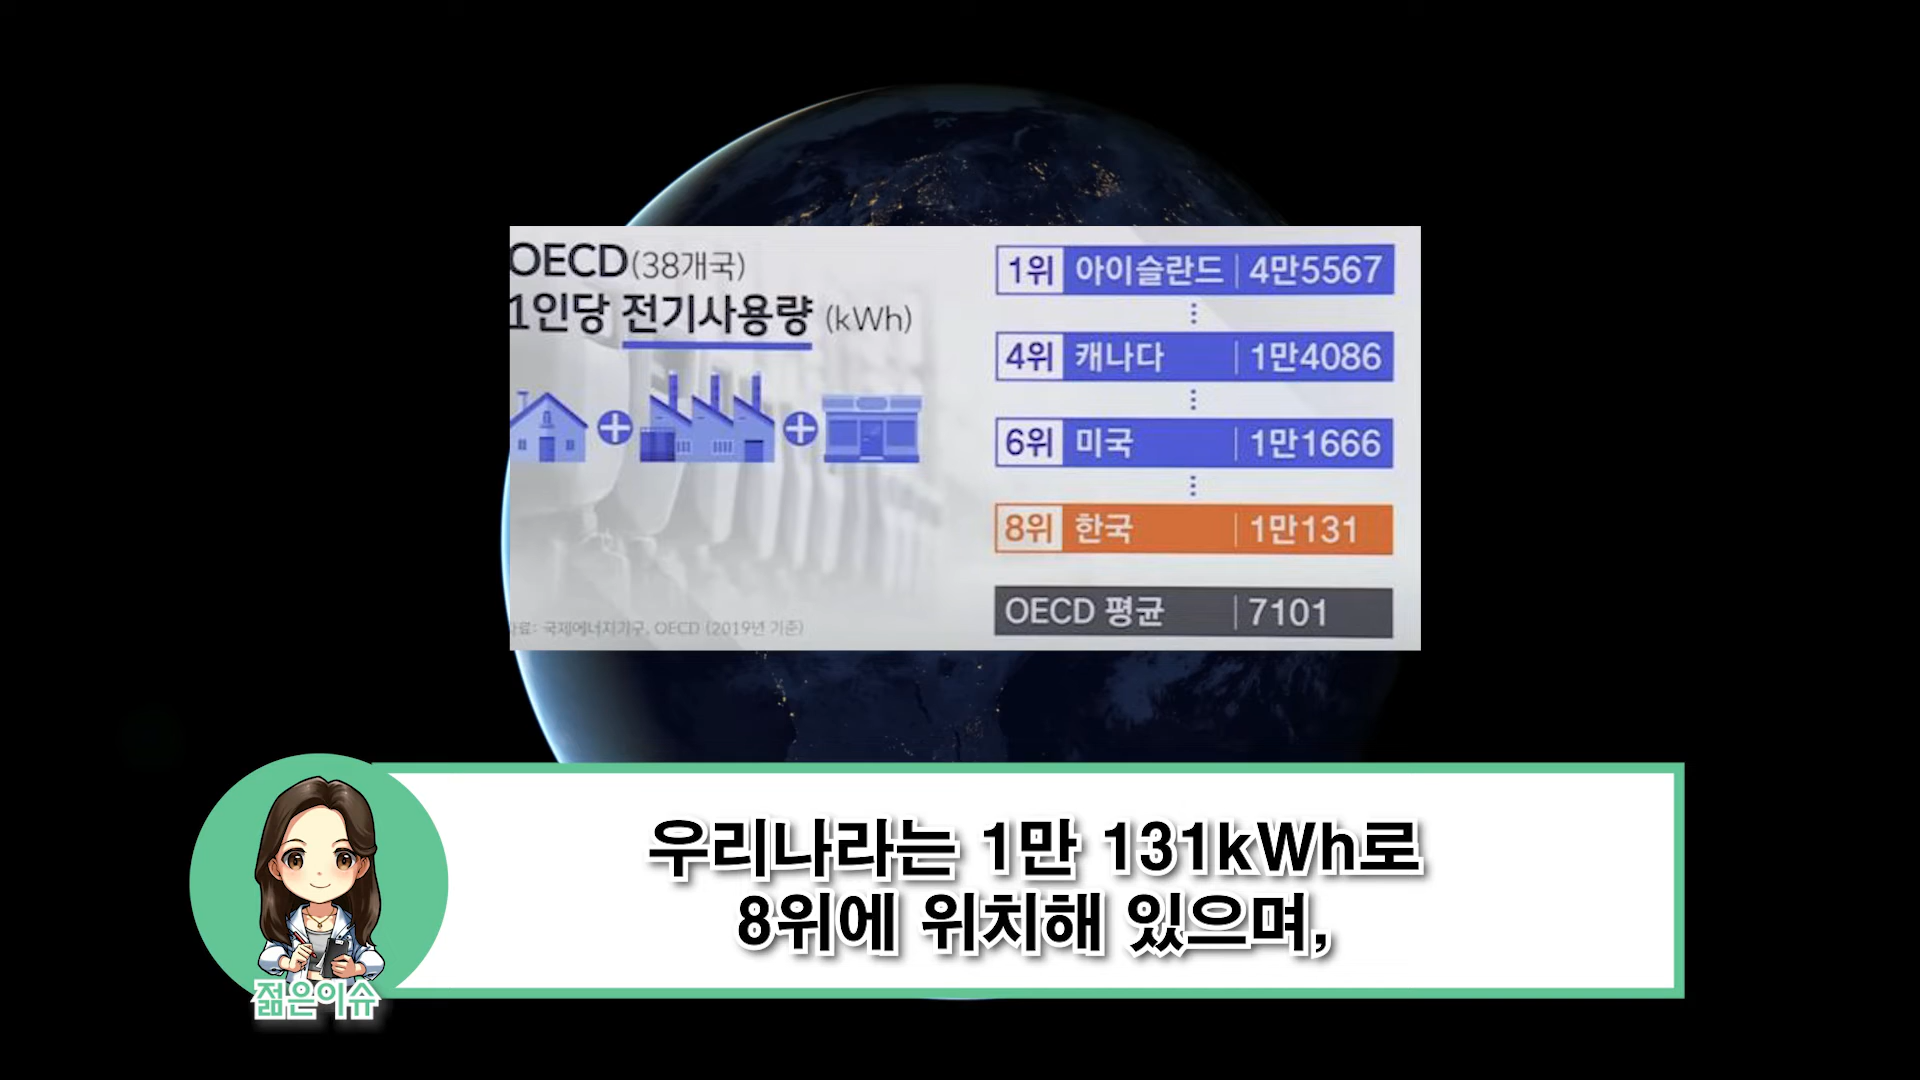 OECD(38개국)
1인당 전기사용량 (kWh)
1위 아이슬란드 4만5567
4위 캐나다 1만4086
6위 미국 1만1666
8위 한국 1만131
OECD 평균 7101
국제에너지기구, OECD (2019년 기준)
우리나라는 1만 131kWh로
8위에 위치해 있으며,
젊은이슈